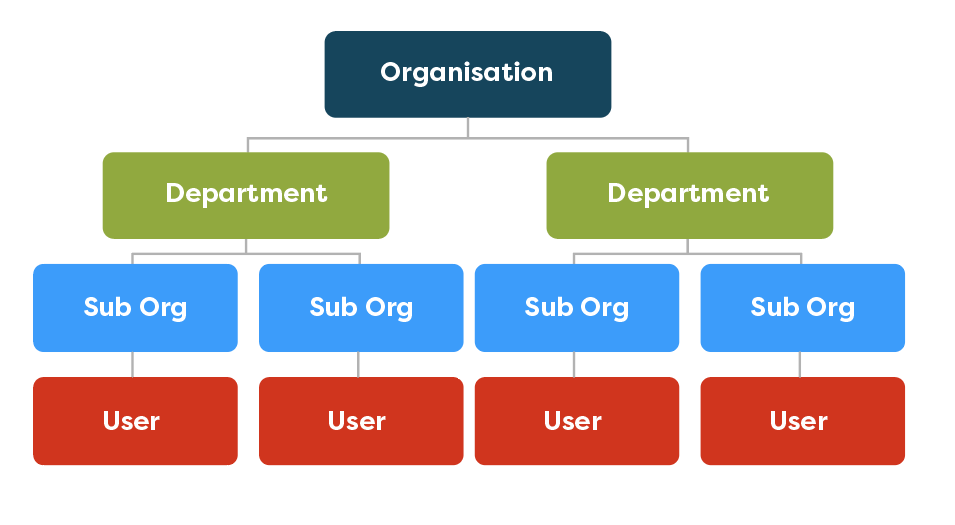 Organisation
Department
Department
Sub Org
Sub Org
Sub Org
Sub Org
User
User
User
User